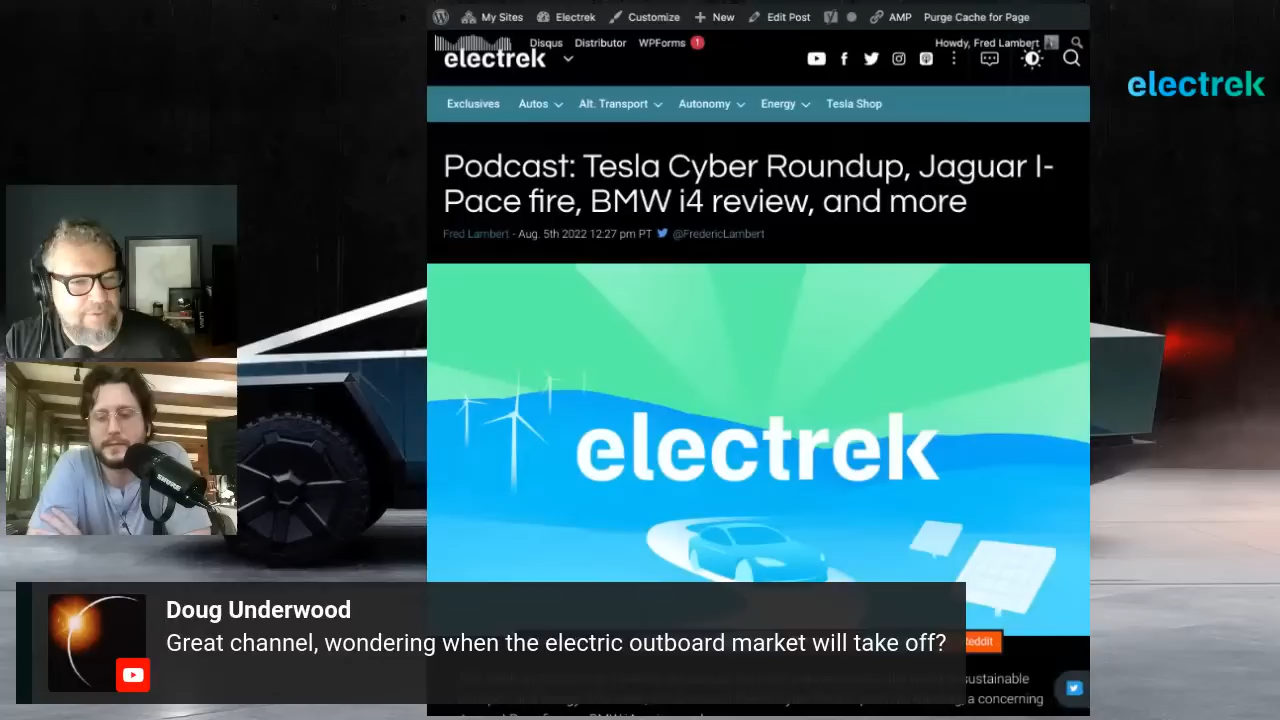 My Sites Electrek Customize New Edit Post AMP Purge Cache for Page
Disqus Distributor WPForms 1 Howdy, Fred Lambert
electrek
electrek
Exclusives Autos Alt. Transport Autonomy Energy Tesla Shop
Podcast: Tesla Cyber Roundup, Jaguar I-
Pace fire, BMW i4 review, and more
Fred Lambert - Aug. 5th 2022 12:27 pm PT @FredericLambert
electrek
SHURE
Doug Underwood
Great channel, wondering when the electric outboard market will take off?
eddit
sustainable
a concerning